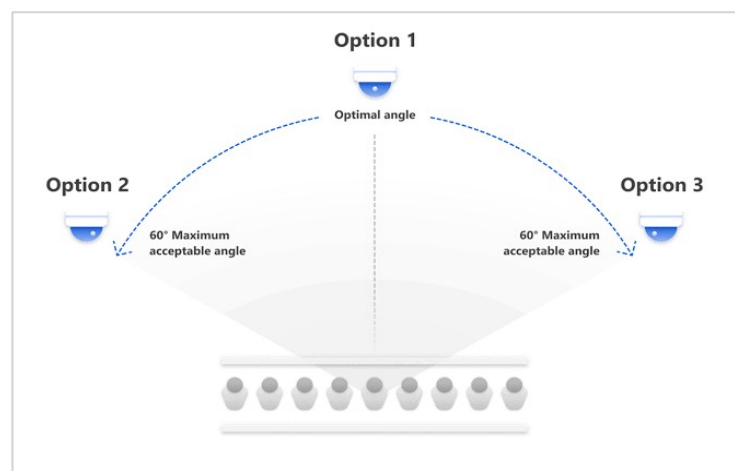 Option 1
Optimal angle
Option 2
Option 3
60° Maximum
acceptable angle
60° Maximum
acceptable angle